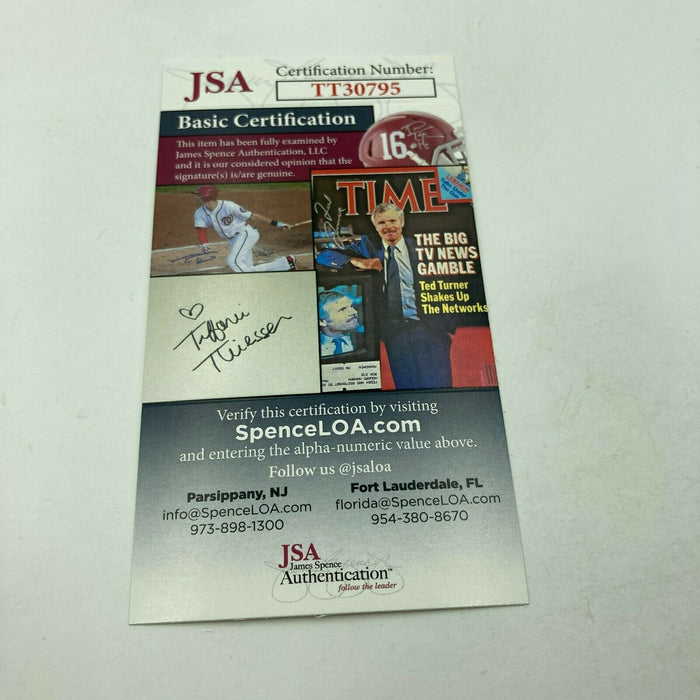 JSA
Certification Number:
TT30795
Basic Certification
This item has been fully examined by
James Spence Authentication, LLC
and it is our considered opinion that the
signature(s) is/are genuine.
16
TIME
THE BIG
TV NEWS
GAMBLE
Ted Turner
Shakes Up
The Networks
Tiffani
Thiessen
Verify this certification by visiting
SpenceLOA.com
and entering the alpha-numeric value above.
Follow us @jsaloa
Parsippany, NJ
info@SpenceLOA.com
973-898-1300
Fort Lauderdale, FL
florida@SpenceLOA.com
954-380-8670
JSA
James Spence
Authentication™
follow the leader